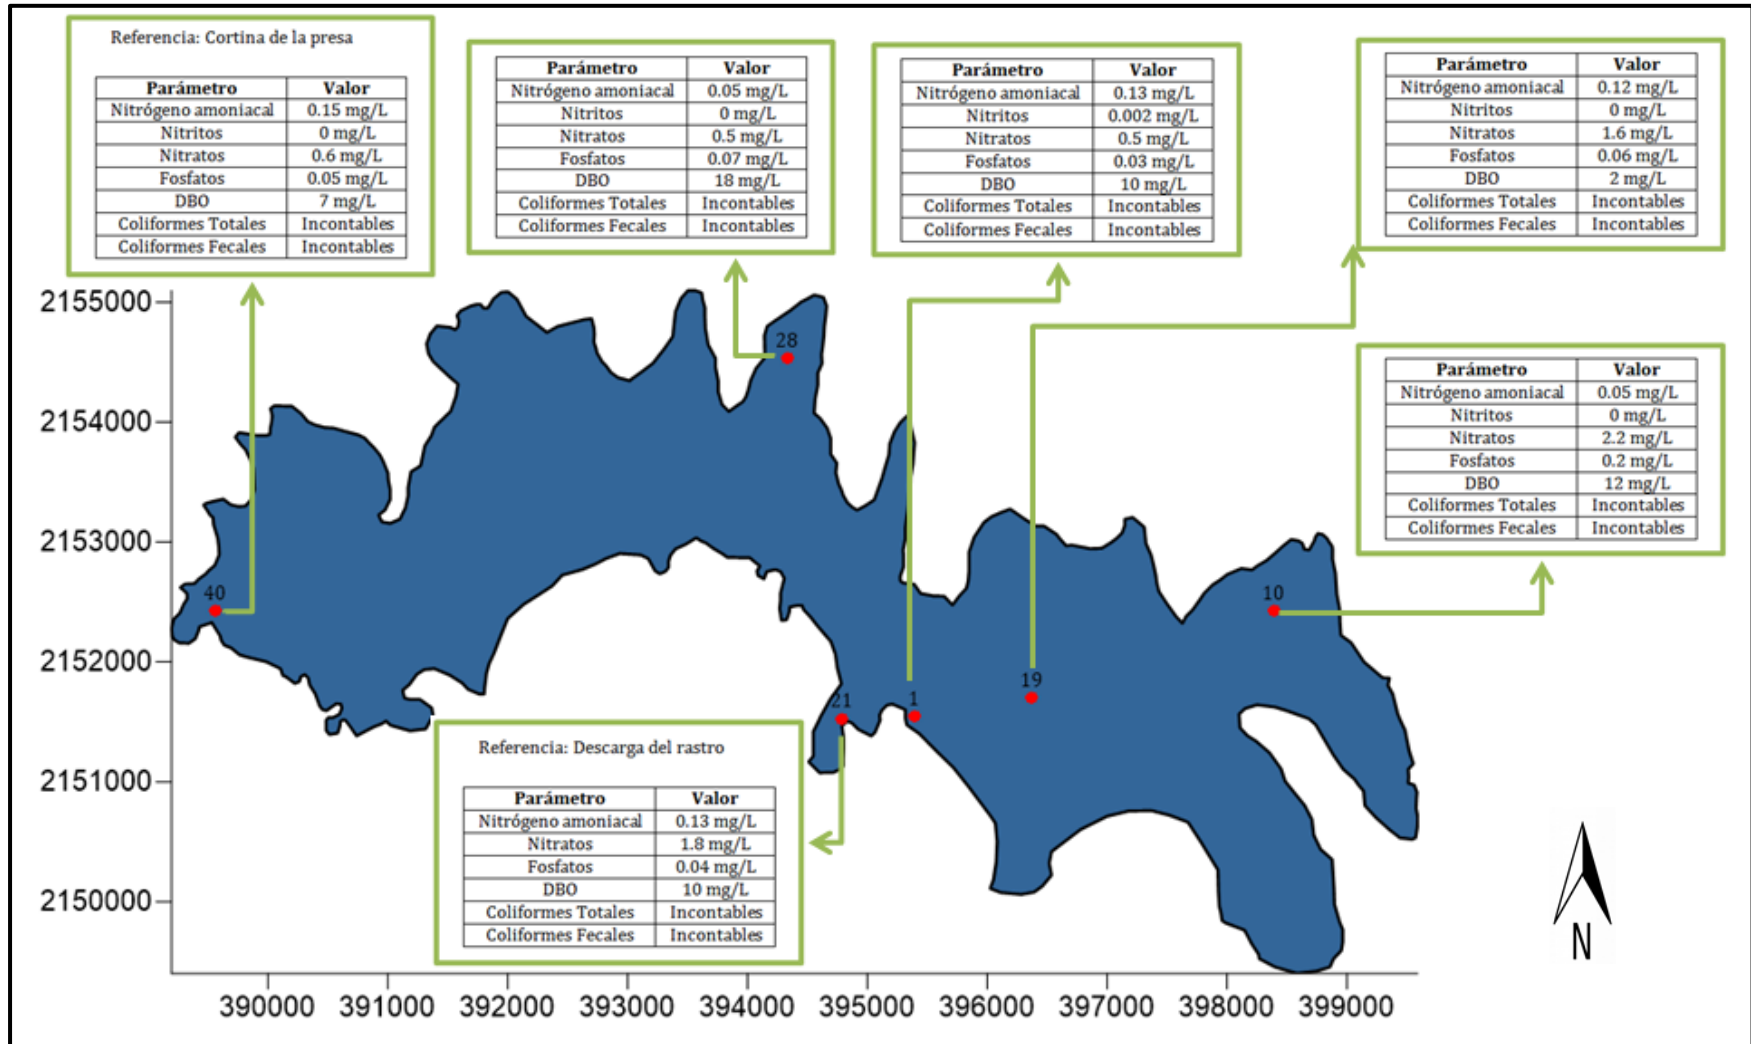 Referencia: Cortina de la presa
Parámetro Valor
Nitrógeno amoniacal 0.15 mg/L
Nitritos 0 mg/L
Nitratos 0.6 mg/L
Fosfatos 0.05 mg/L
DBO 7 mg/L
Coliformes Totales Incontables
Coliformes Fecales Incontables
Parámetro Valor
Nitrógeno amoniacal 0.05 mg/L
Nitritos 0 mg/L
Nitratos 0.5 mg/L
Fosfatos 0.07 mg/L
DBO 18 mg/L
Coliformes Totales Incontables
Coliformes Fecales Incontables
Parámetro Valor
Nitrógeno amoniacal 0.13 mg/L
Nitritos 0.002 mg/L
Nitratos 0.5 mg/L
Fosfatos 0.03 mg/L
DBO 10 mg/L
Coliformes Totales Incontables
Coliformes Fecales Incontables
Parámetro Valor
Nitrógeno amoniacal 0.12 mg/L
Nitritos 0 mg/L
Nitratos 1.6 mg/L
Fosfatos 0.06 mg/L
DBO 2 mg/L
Coliformes Totales Incontables
Coliformes Fecales Incontables
Parámetro Valor
Nitrógeno amoniacal 0.05 mg/L
Nitritos 0 mg/L
Nitratos 2.2 mg/L
Fosfatos 0.2 mg/L
DBO 12 mg/L
Coliformes Totales Incontables
Coliformes Fecales Incontables
2155000
2154000
2153000
2152000
2151000
2150000
28
40
10
19
21
1
Referencia: Descarga del rastro
Parámetro Valor
Nitrógeno amoniacal 0.13 mg/L
Nitratos 1.8 mg/L
Fosfatos 0.04 mg/L
DBO 10 mg/L
Coliformes Totales Incontables
Coliformes Fecales Incontables
N
390000 391000 392000 393000 394000 395000 396000 397000 398000 399000